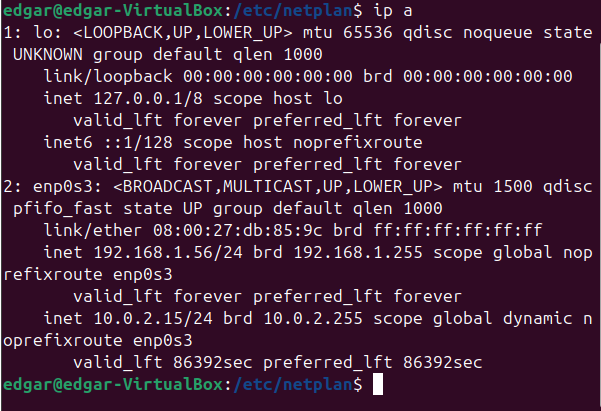 edgar@edgar-VirtualBox:/etc/netplan$ ip a
1: lo: <LOOPBACK,UP,LOWER_UP> mtu 65536 qdisc noqueue state
 UNKNOWN group default qlen 1000
    link/loopback 00:00:00:00:00:00 brd 00:00:00:00:00:00
    inet 127.0.0.1/8 scope host lo
       valid_lft forever preferred_lft forever
    inet6 ::1/128 scope host noprefixroute
       valid_lft forever preferred_lft forever
2: enp0s3: <BROADCAST,MULTICAST,UP,LOWER_UP> mtu 1500 qdisc
 pfifo_fast state UP group default qlen 1000
    link/ether 08:00:27:db:85:9c brd ff:ff:ff:ff:ff:ff
    inet 192.168.1.56/24 brd 192.168.1.255 scope global nop
refixroute enp0s3
       valid_lft forever preferred_lft forever
    inet 10.0.2.15/24 brd 10.0.2.255 scope global dynamic n
oprefixroute enp0s3
       valid_lft 86392sec preferred_lft 86392sec
edgar@edgar-VirtualBox:/etc/netplan$